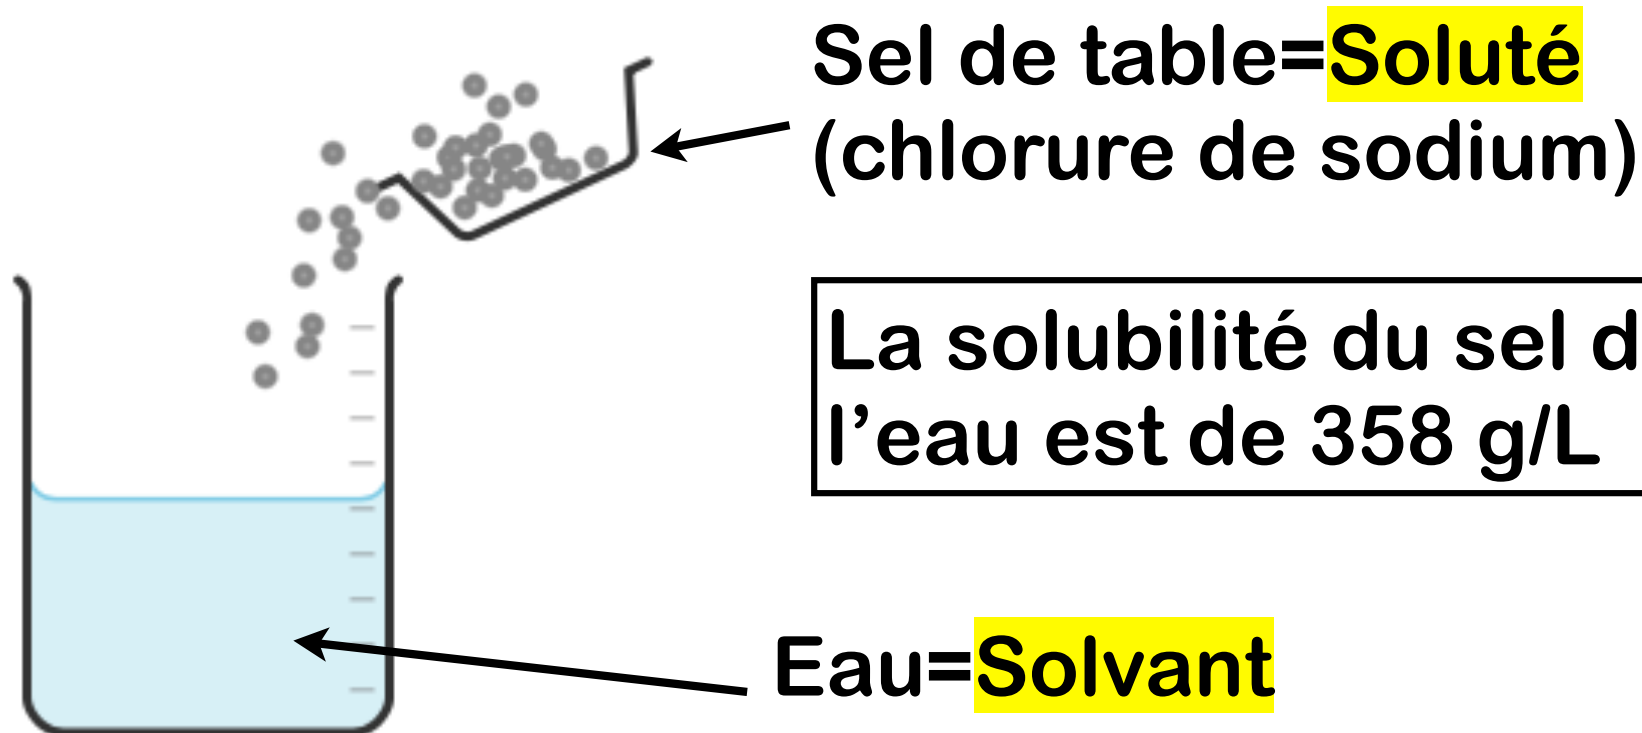 Sel de table=Soluté
(chlorure de sodium)
La solubilité du sel d
l’eau est de 358 g/L
Eau=Solvant